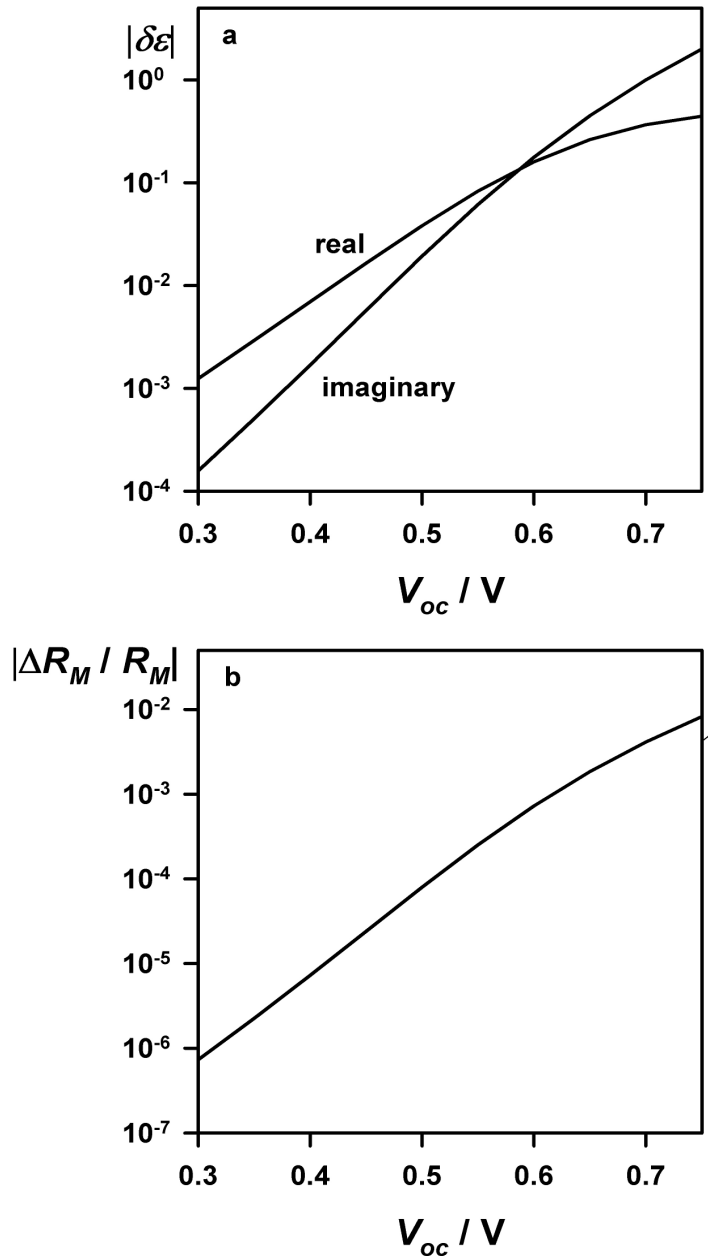 |δε|
a
10⁰
10⁻¹
10⁻²
10⁻³
10⁻⁴
real
imaginary
0.3 0.4 0.5 0.6 0.7
V_oc / V
|ΔR_M / R_M|
b
10⁻²
10⁻³
10⁻⁴
10⁻⁵
10⁻⁶
10⁻⁷
0.3 0.4 0.5 0.6 0.7
V_oc / V